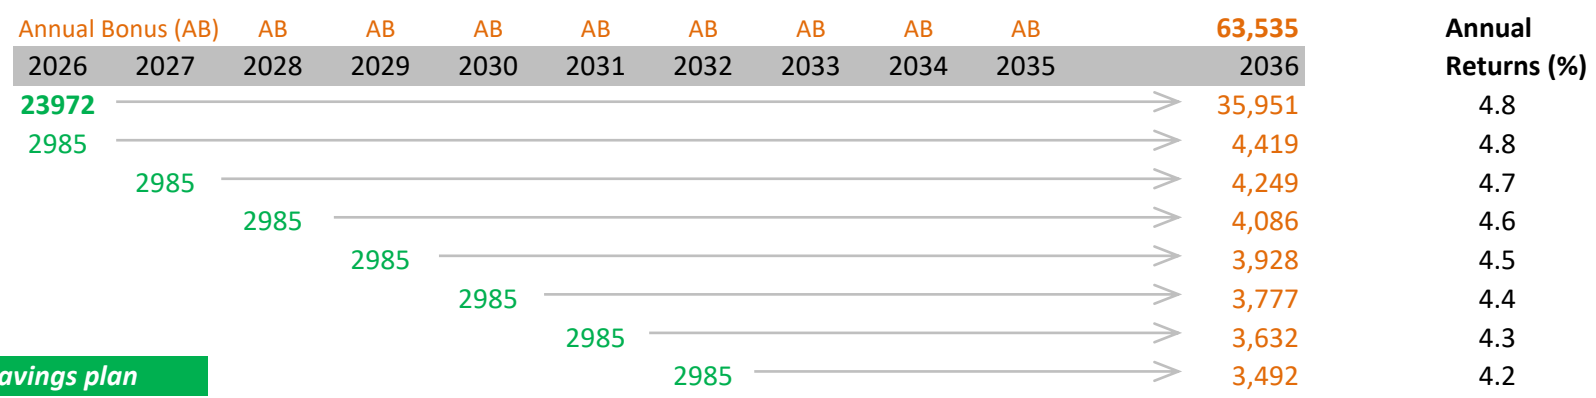 Annual Bonus (AB) AB AB AB AB AB AB AB AB 63,535 Annual
2026 2027 2028 2029 2030 2031 2032 2033 2034 2035 2036 Returns (%)
23972 35,951 4.8
2985 4,419 4.8
2985 4,249 4.7
2985 4,086 4.6
2985 3,928 4.5
2985 3,777 4.4
2985 3,632 4.3
avings plan 2985 3,492 4.2